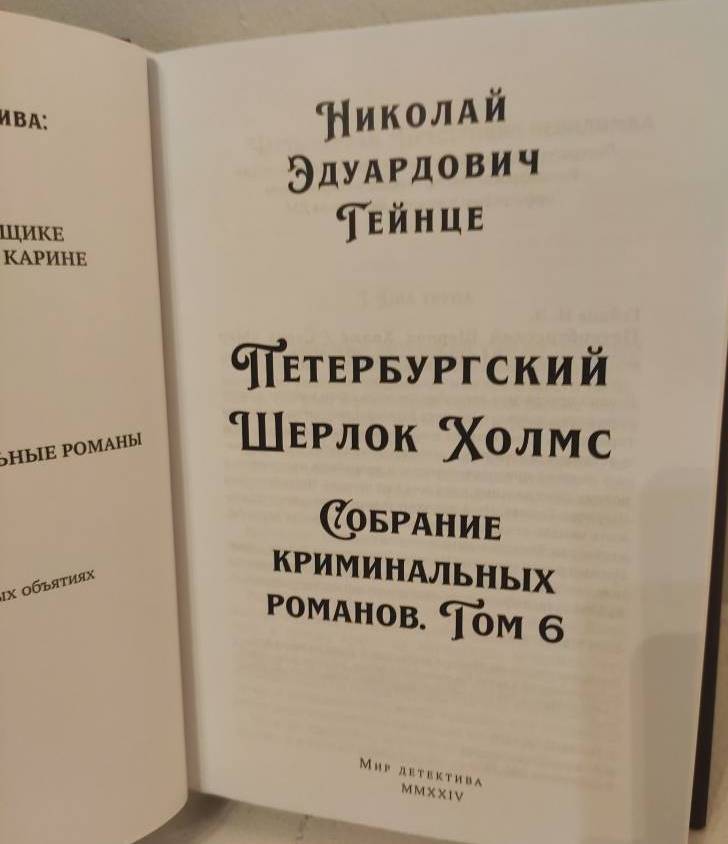 ИВА:
ЩИКЕ
КАРИНЕ
ЬНЫЕ РОМАНЫ
ЫХ ОБЪЯТИЯХ
Николай
Эдуардович
Гейнце
Петербургский
Шерлок Холмс
Собрание
криминальных
романов. Том 6
Мир детектива
MMXXIV